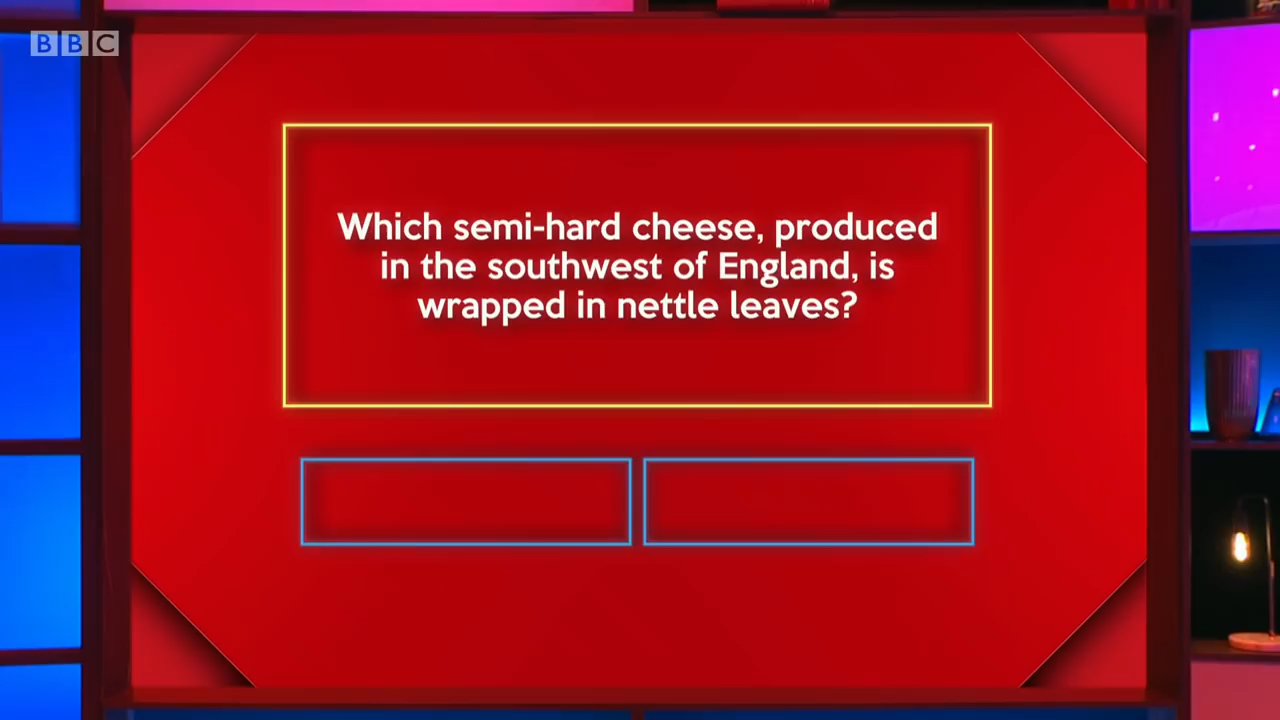 BBC
Which semi-hard cheese, produced
in the southwest of England, is
wrapped in nettle leaves?